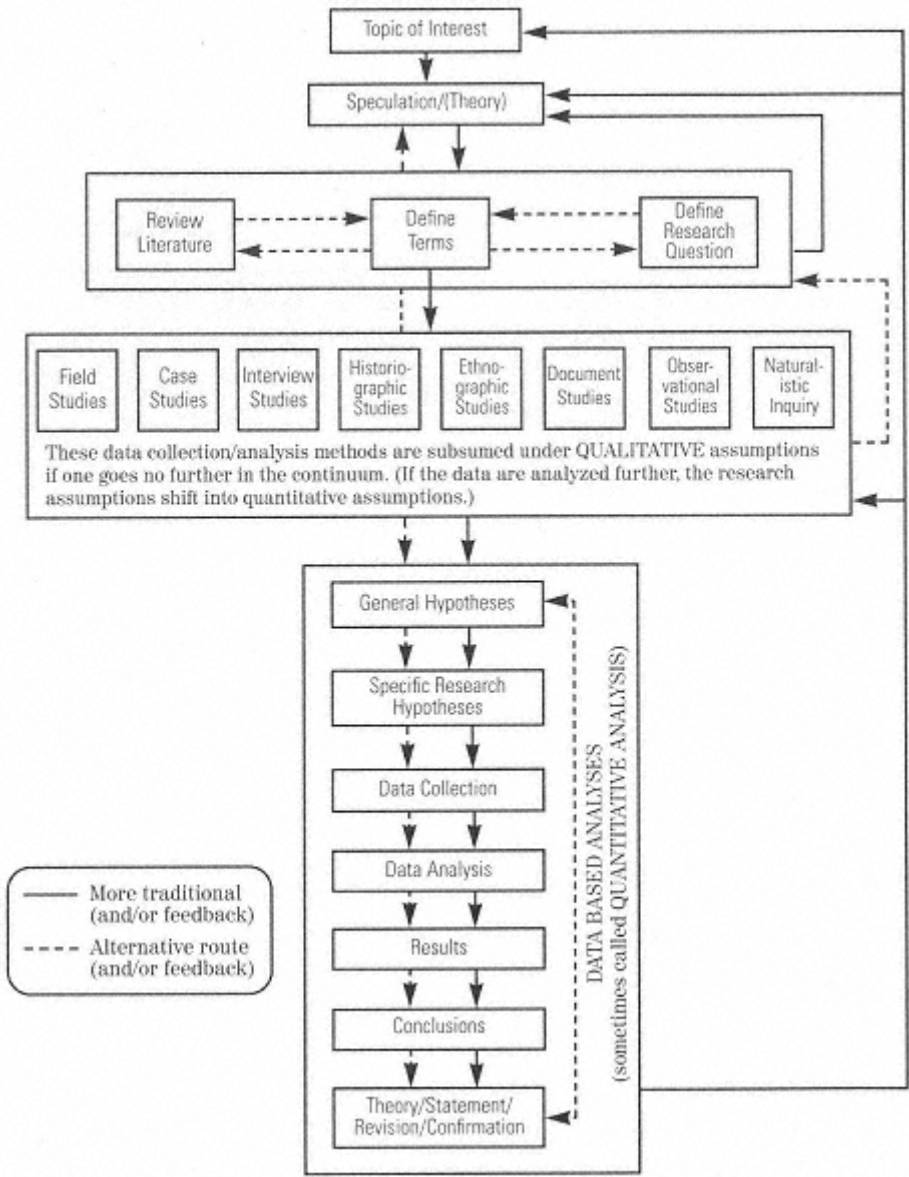 Topic of Interest
Speculation/(Theory)
Review
Literature
Define
Terms
Define
Research
Question
Field
Studies
Case
Studies
Interview
Studies
Historio-
graphic
Studies
Ethno-
graphic
Studies
Document
Studies
Obser-
vational
Studies
Natural-
istic
Inquiry
These data collection/analysis methods are subsumed under QUALITATIVE assumptions
if one goes no further in the continuum. (If the data are analyzed further, the research
assumptions shift into quantitative assumptions.)
General Hypotheses
Specific Research
Hypotheses
Data Collection
Data Analysis
Results
Conclusions
Theory/Statement/
Revision/Confirmation
DATA BASED ANALYSES
(sometimes called QUANTITATIVE ANALYSIS)
More traditional
(and/or feedback)
Alternative route
(and/or feedback)